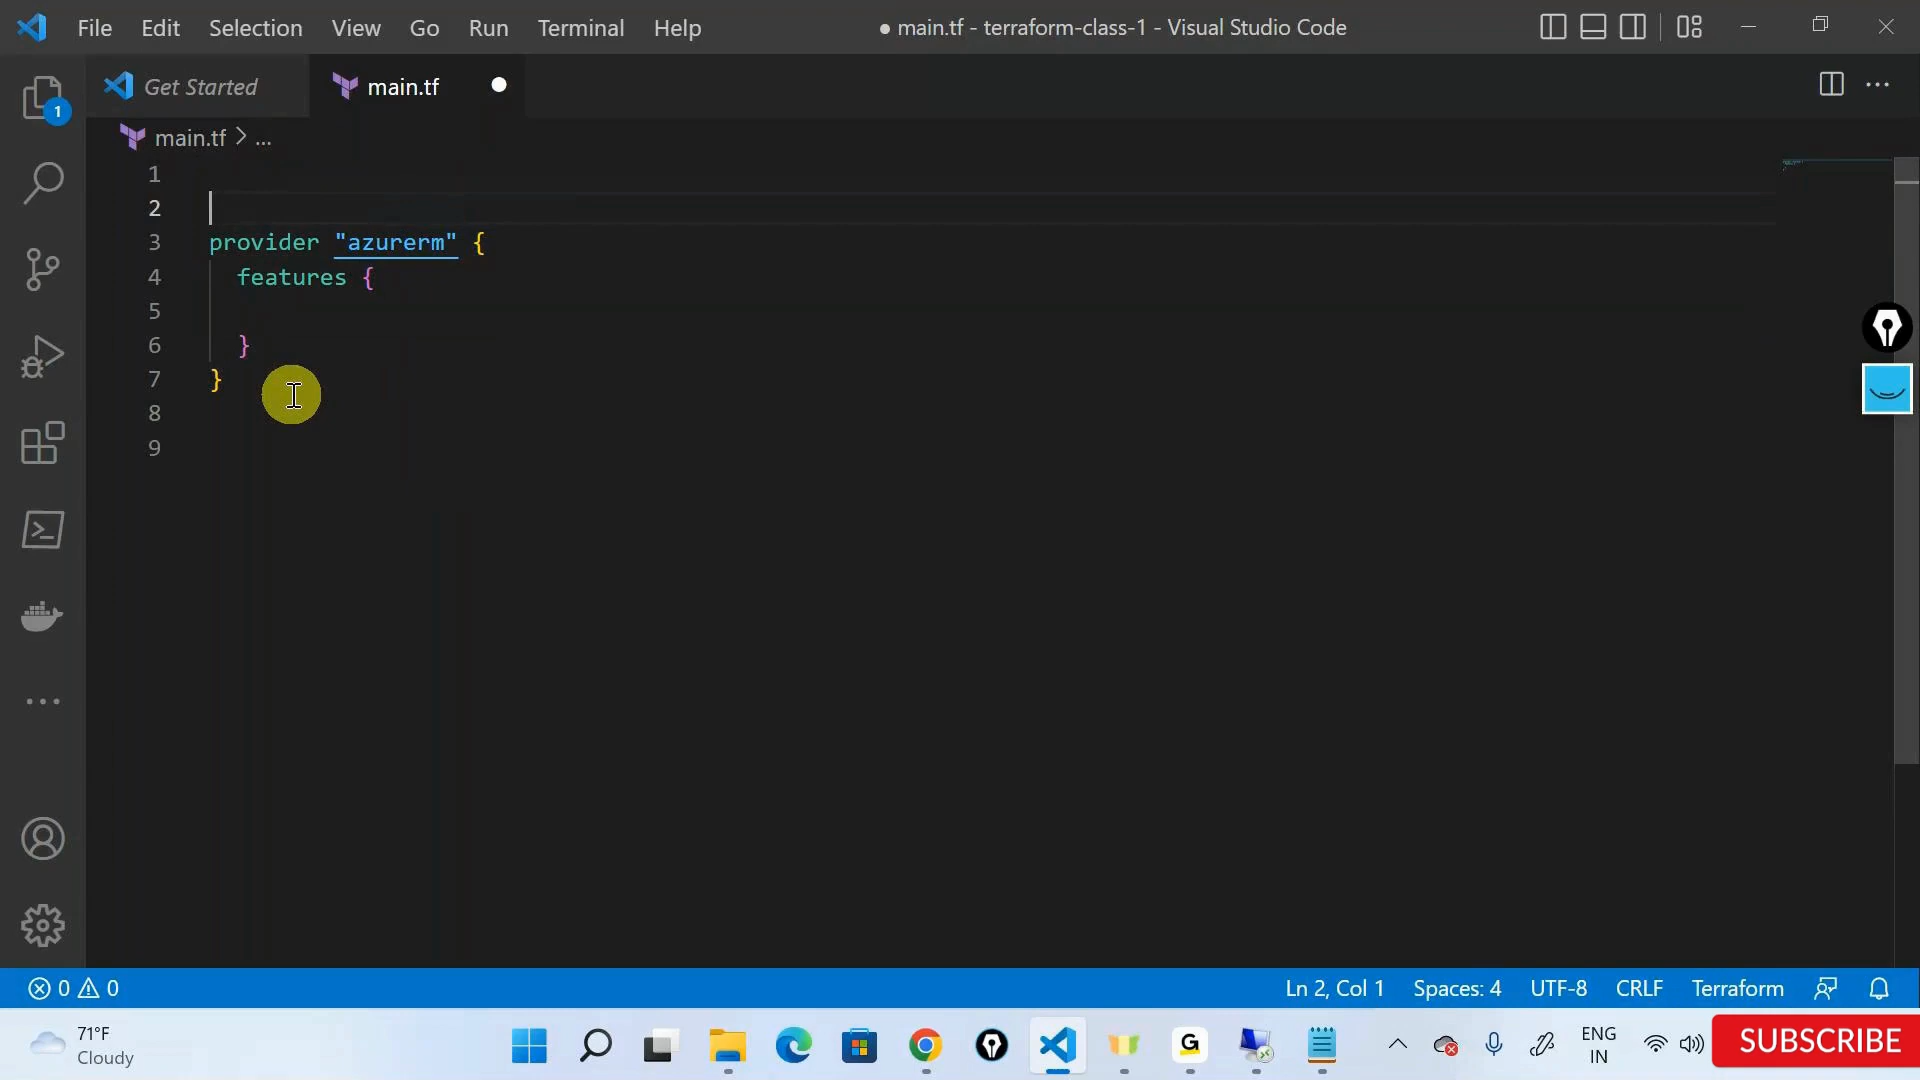 File Edit Selection View Go Run Terminal Help
● main.tf - terraform-class-1 - Visual Studio Code
Get Started
main.tf
main.tf > ...
1
1
2
3 provider "azurerm" {
4 features {
5
6 }
7 }
8
9
0 0
Ln 2, Col 1 Spaces: 4 UTF-8 CRLF Terraform
71°F
Cloudy
G
ENG
IN
SUBSCRIBE